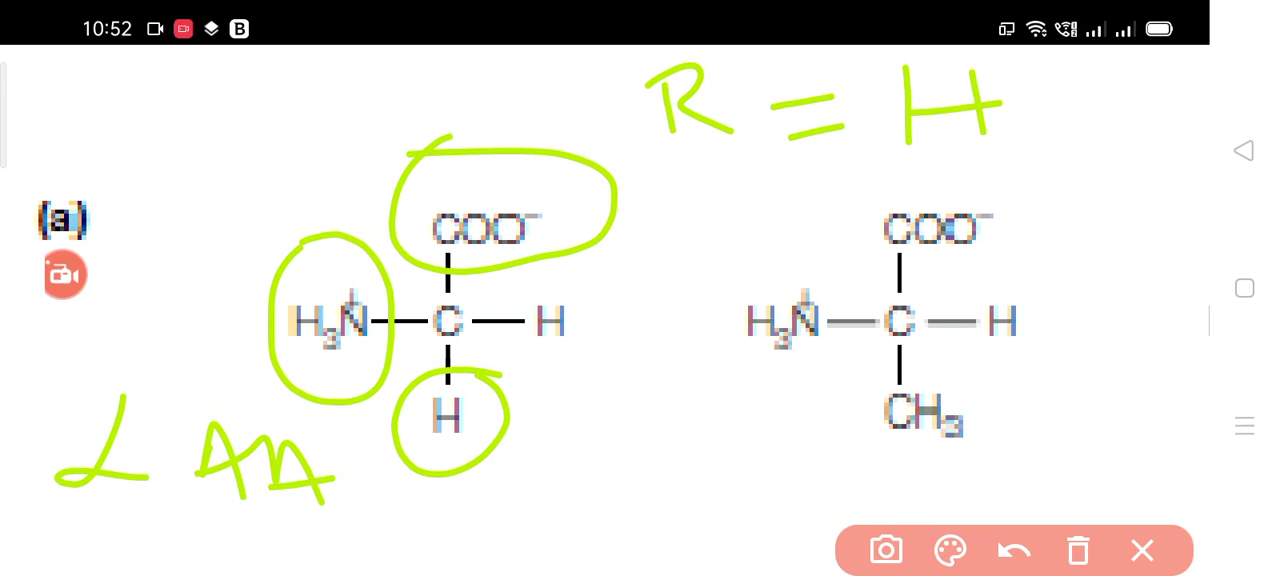 10:52
R = H
(a)
COO⁻ COO⁻
H₃N⁺ C H H₃N⁺ C H
H CH₃
L AA